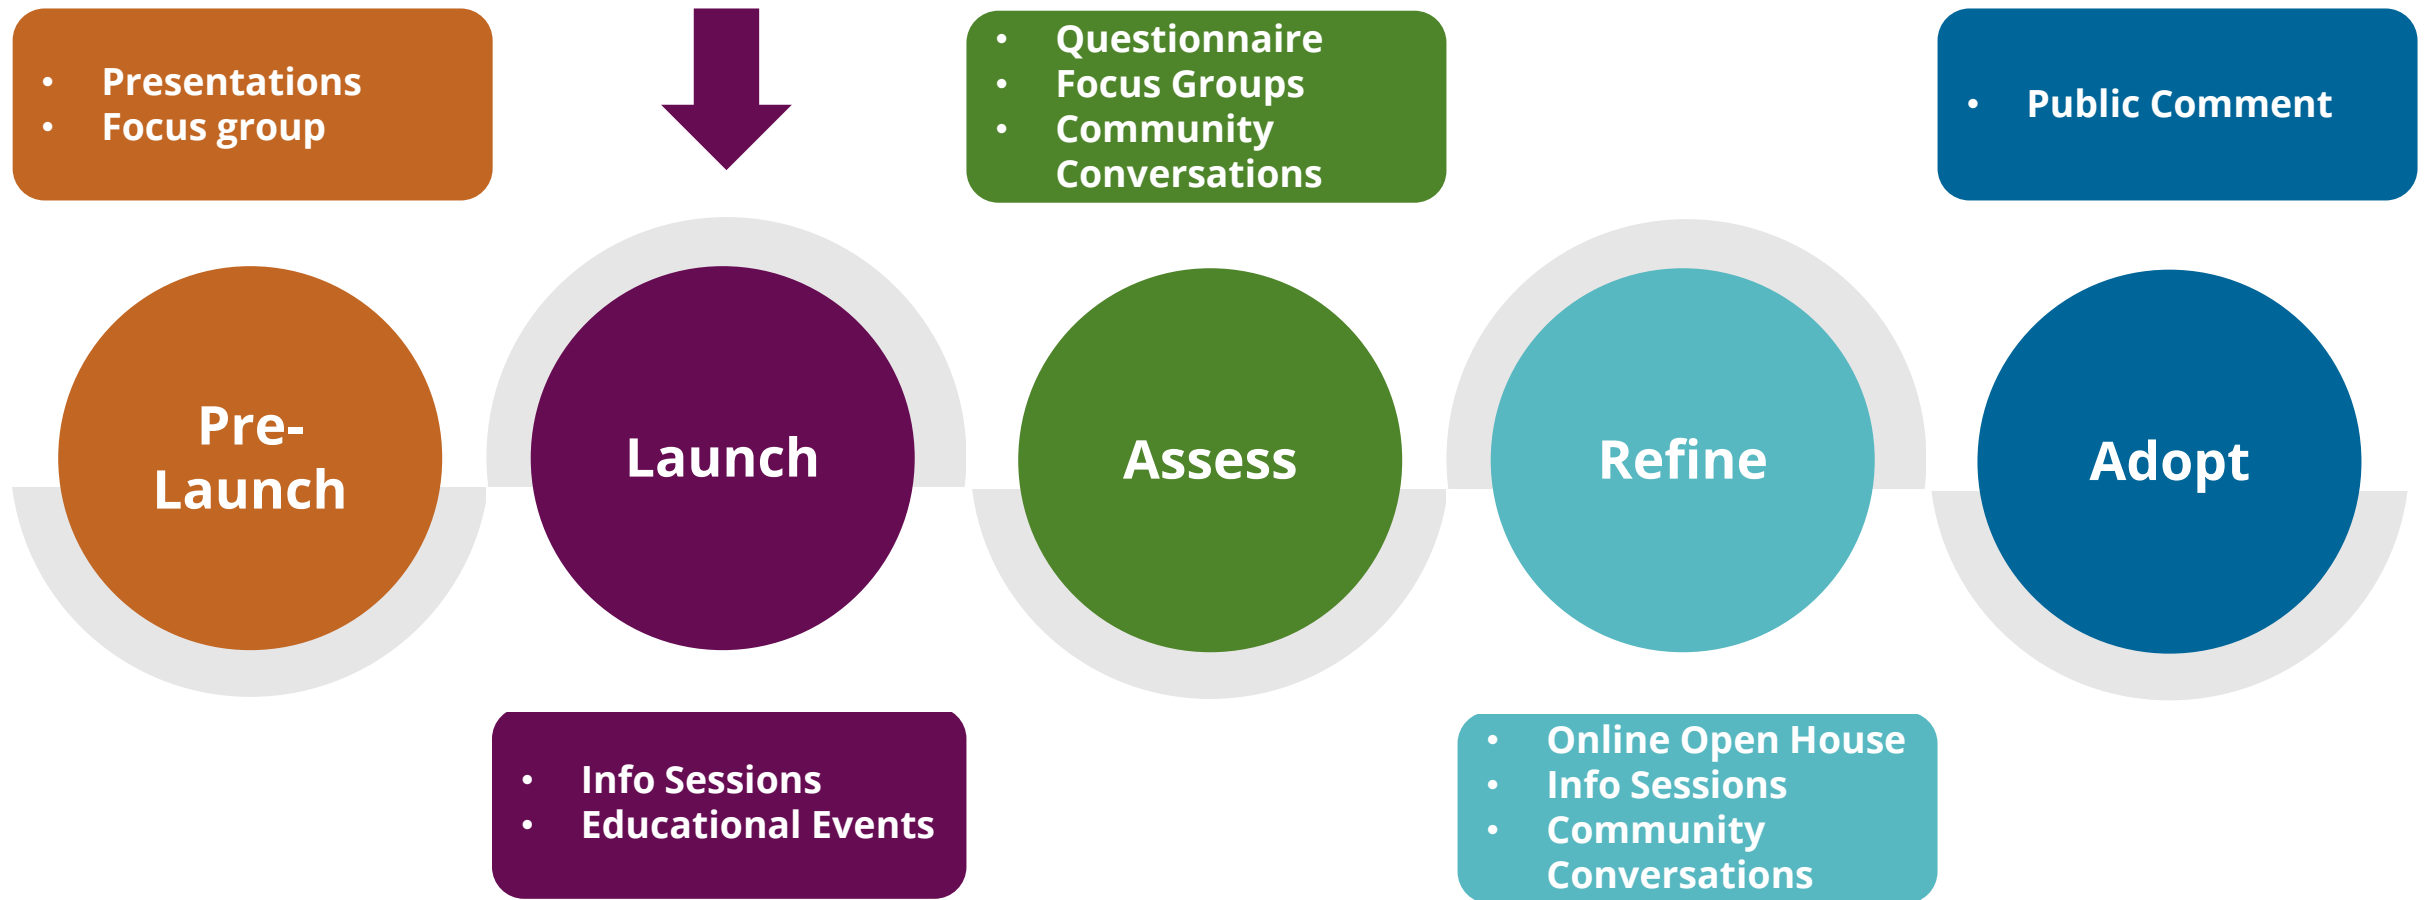 • Presentations
• Focus group
• Questionnaire
• Focus Groups
• Community
Conversations
• Public Comment
Pre-
Launch
Launch
Assess
Refine
Adopt
• Info Sessions
• Educational Events
• Online Open House
• Info Sessions
• Community
Conversations